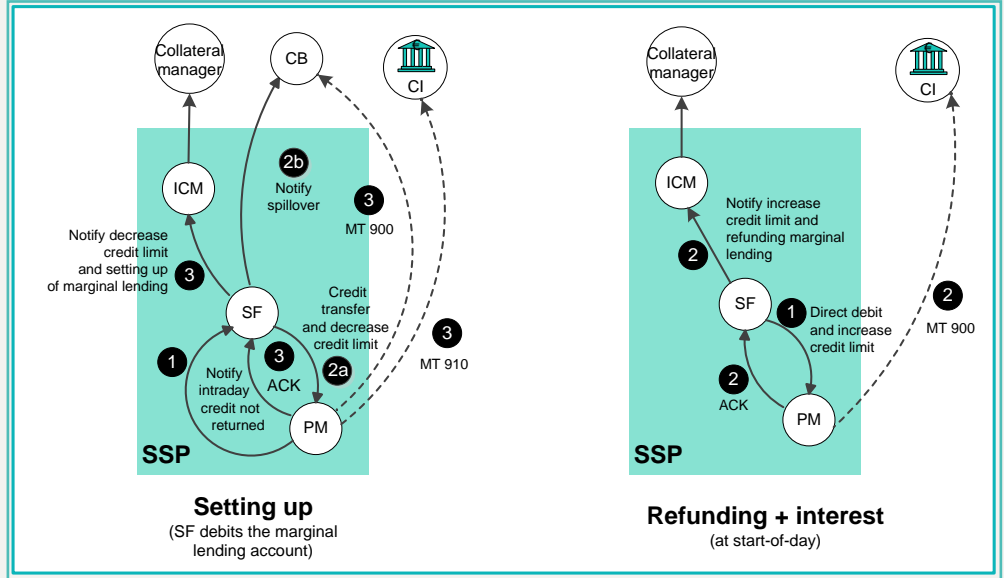 Collateral
manager
CB
CI
2b
Notify
spillover
3
MT 900
ICM
Notify decrease
credit limit
and setting up
of marginal lending
3
SF
Credit
transfer
and decrease
credit limit
1
3
ACK
2a
3
MT 910
Notify
intraday
credit not
returned
PM
SSP
Setting up
(SF debits the marginal
lending account)
Collateral
manager
CI
ICM
Notify increase
credit limit and
refunding marginal
lending
2
SF
1
Direct debit
and increase
credit limit
2
MT 900
2
ACK
PM
SSP
Refunding + interest
(at start-of-day)